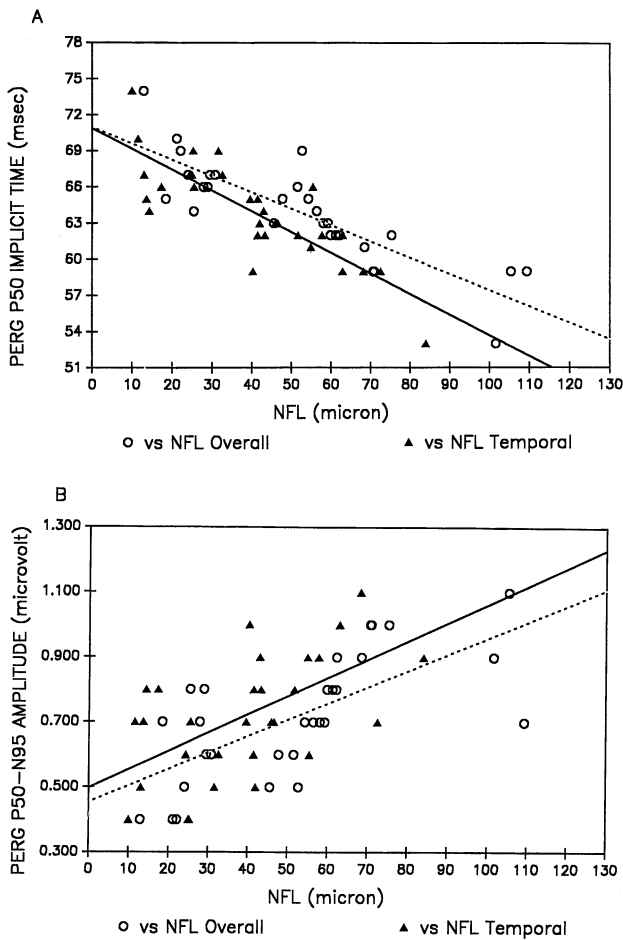 A
78
75
72
69
66
63
60
57
54
51
PERG P50 IMPLICIT TIME (msec)
0 10 20 30 40 50 60 70 80 90 100 110 120 130
NFL (micron)
vs NFL Overall vs NFL Temporal
B
1.300
1.100
0.900
0.700
0.500
0.300
PERG P50-N95 AMPLITUDE (microvolt)
0 10 20 30 40 50 60 70 80 90 100 110 120 130
NFL (micron)
vs NFL Overall vs NFL Temporal